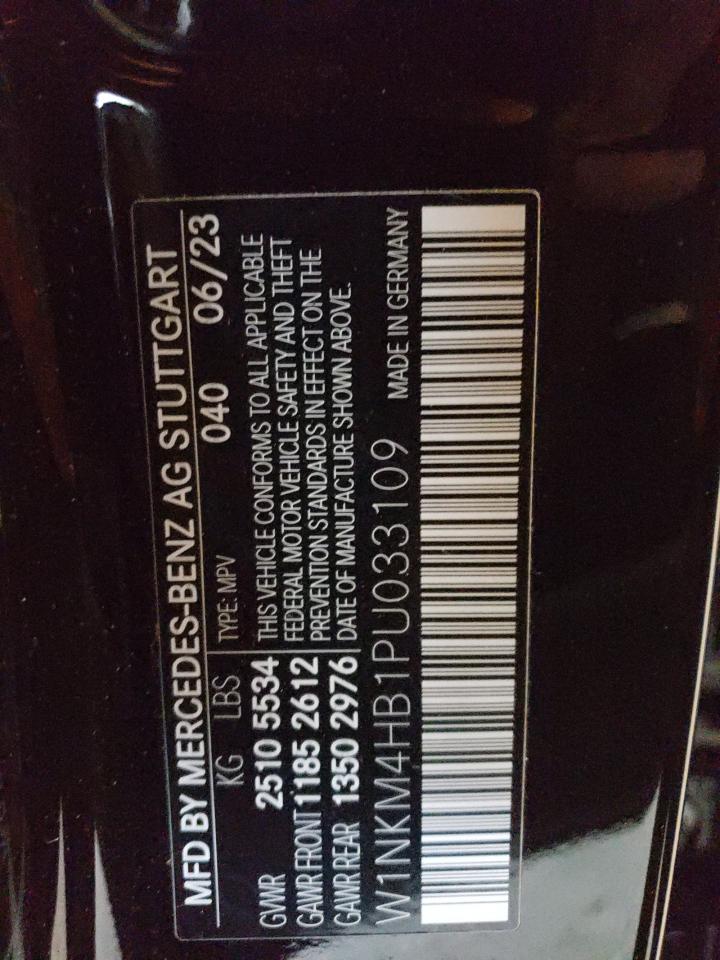 MFD BY MERCEDES-BENZ AG STUTTGART
KG LBS TYPE: MPV 040 06/23
GVWR 2510 5534 THIS VEHICLE CONFORMS TO ALL APPLICABLE
GAWR FRONT 1185 2612 FEDERAL MOTOR VEHICLE SAFETY AND THEFT
PREVENTION STANDARDS IN EFFECT ON THE
GAWR REAR 1350 2976 DATE OF MANUFACTURE SHOWN ABOVE.
W1NKM4HB1PU033109 MADE IN GERMANY